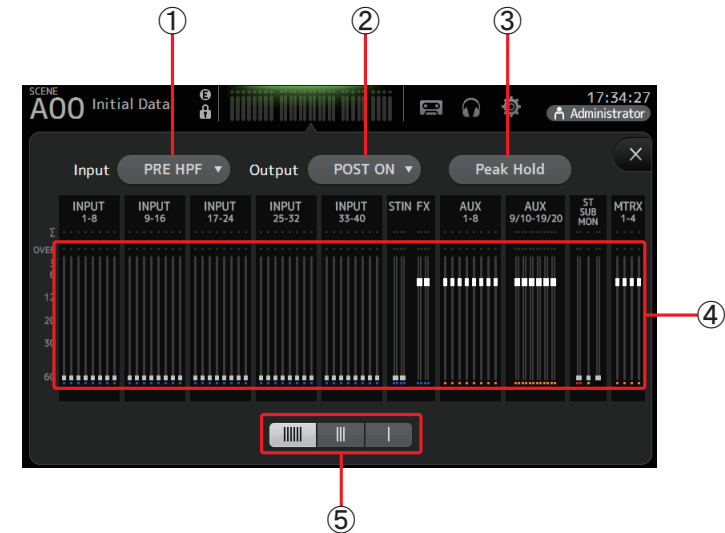 ① ② ③
SCENE
A00 Initial Data E 17:34:27
Administrator
Input PRE HPF ▼ Output POST ON ▼ Peak Hold ×
INPUT 1-8 INPUT 9-16 INPUT 17-24 INPUT 25-32 INPUT 33-40 STIN FX AUX 1-8 AUX 9/10-19/20 ST SUB MON MTRX 1-4
Σ
OVER
6
12
20
30
60
④
⑤